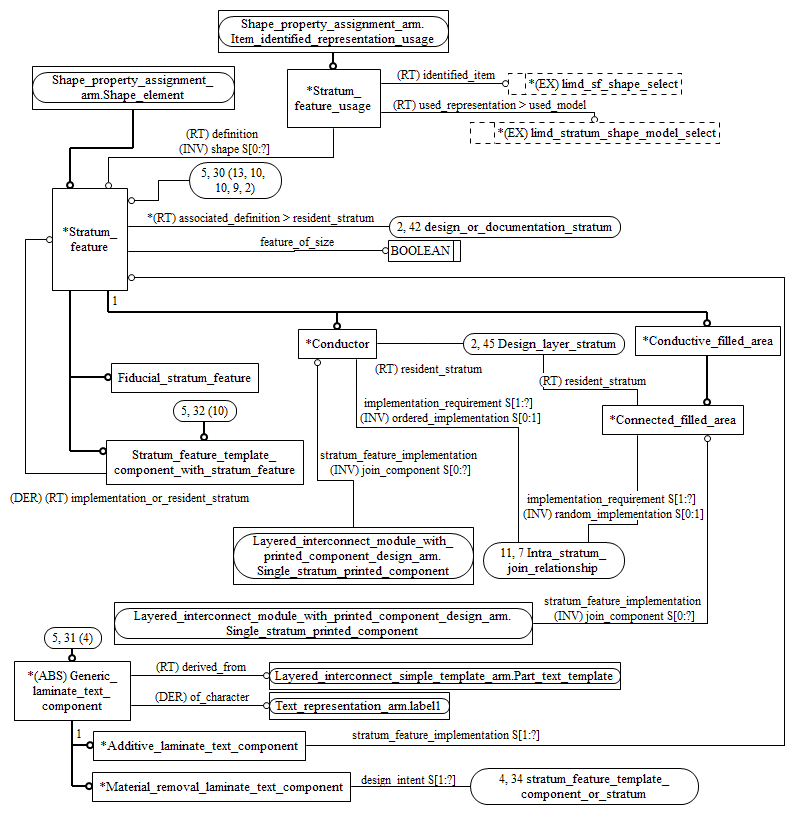 Shape_property_assignment_arm.
Item_identified_representation_usage
Shape_property_assignment_
arm.Shape_element
*Stratum_
feature_usage
(RT) identified_item
*(EX) limd_sf_shape_select
(RT) used_representation > used_model
*(EX) limd_stratum_shape_model_select
(RT) definition
(INV) shape S[0:?]
5, 30 (13, 10,
10, 9, 2)
*Stratum_
feature
*(RT) associated_definition > resident_stratum
2, 42 design_or_documentation_stratum
feature_of_size
BOOLEAN
1
*Conductor
2, 45 Design_layer_stratum
*Conductive_filled_area
(RT) resident_stratum
(RT) resident_stratum
Fiducial_stratum_feature
implementation_requirement S[1:?]
(INV) ordered_implementation S[0:1]
*Connected_filled_area
5, 32 (10)
Stratum_feature_template_
component_with_stratum_feature
stratum_feature_implementation
(INV) join_component S[0:?]
(DER) (RT) implementation_or_resident_stratum
implementation_requirement S[1:?]
(INV) random_implementation S[0:1]
Layered_interconnect_module_with_
printed_component_design_arm.
Single_stratum_printed_component
11, 7 Intra_stratum_
join_relationship
Layered_interconnect_module_with_printed_component_design_arm.
Single_stratum_printed_component
stratum_feature_implementation
(INV) join_component S[0:?]
5, 31 (4)
*(ABS) Generic_
laminate_text_
component
(RT) derived_from
Layered_interconnect_simple_template_arm.Part_text_template
(DER) of_character
Text_representation_arm.label1
1
*Additive_laminate_text_component
stratum_feature_implementation S[1:?]
*Material_removal_laminate_text_component
design_intent S[1:?]
4, 34 stratum_feature_template_
component_or_stratum